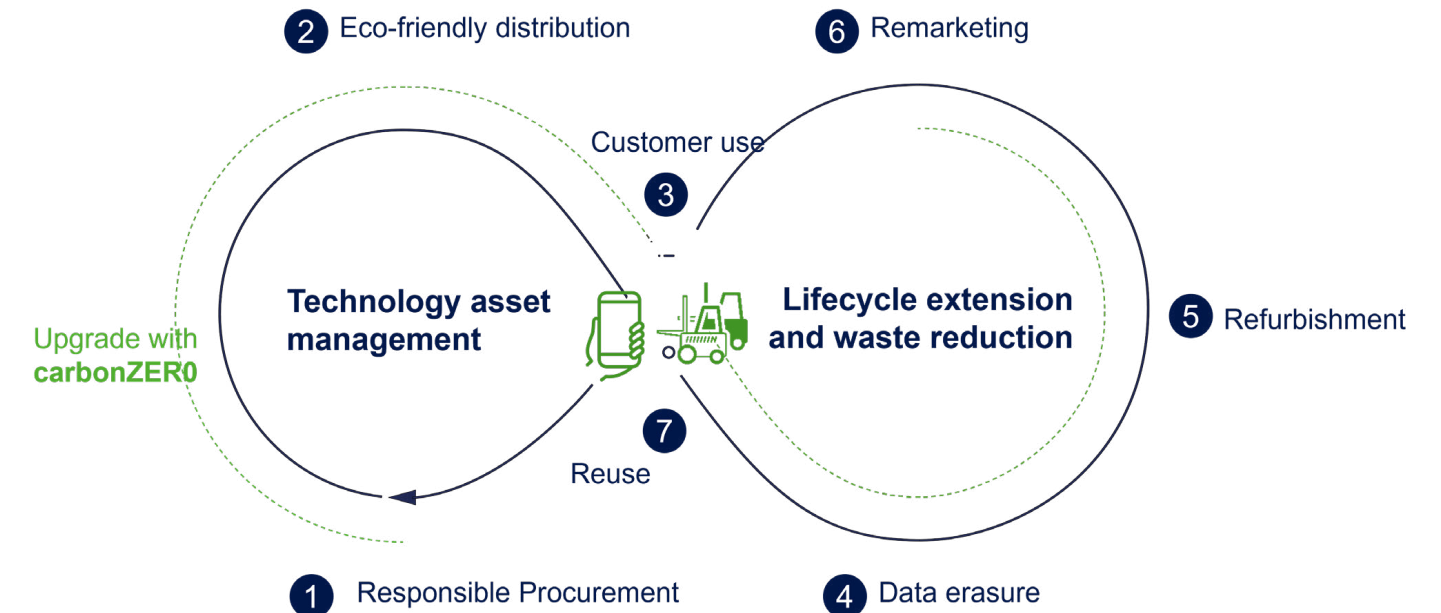 2 Eco-friendly distribution
6 Remarketing
Customer use
3
Technology asset
management
Lifecycle extension
and waste reduction
5 Refurbishment
Upgrade with
carbonZER0
7
Reuse
1 Responsible Procurement
4 Data erasure